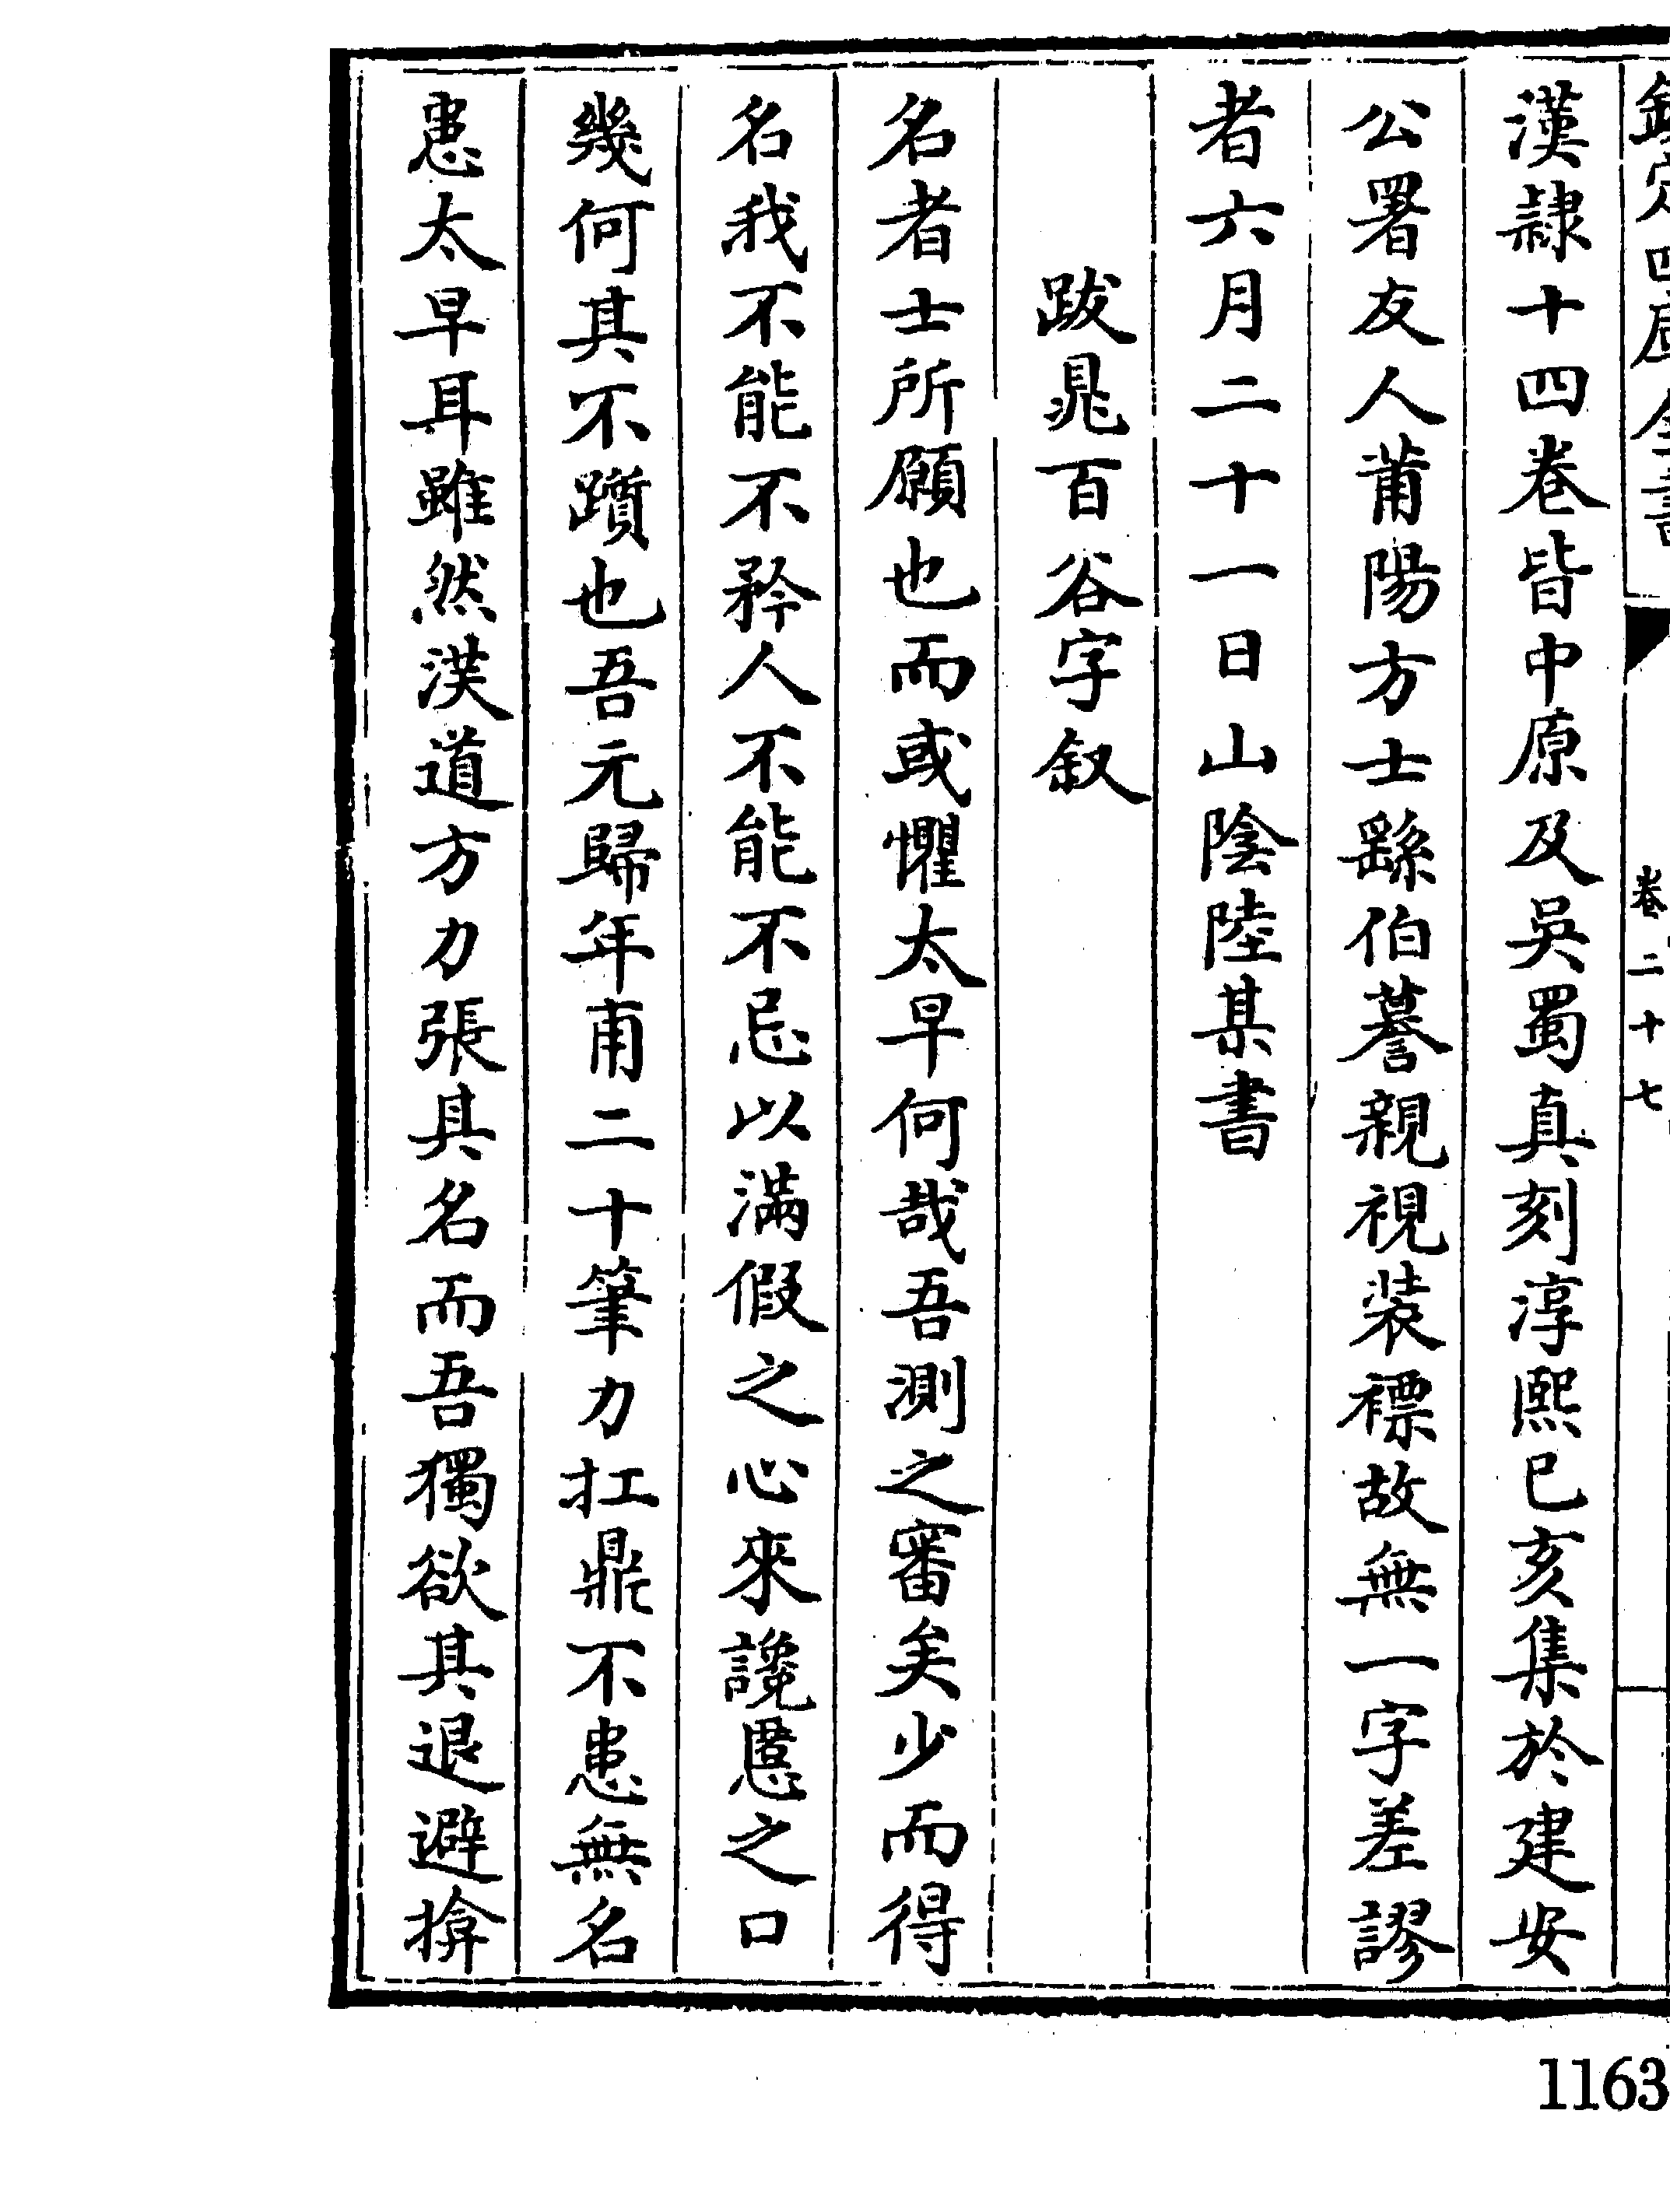 欽定四庫全書
卷二十七
漢隷十四卷皆中原及吳蜀真刻淳熙已亥集於建安
公署友人莆陽方士繇伯謩親視装褾故無一字差謬
者六月二十一日山陰陸某書
跋晁百谷字叙
名者士所願也而或懼太早何哉吾測之審矣少而得
名我不能不矜人不能不忌以滿假之心來讒慝之口
幾何其不躓也吾元歸年甫二十筆力扛鼎不患無名
患太早耳雖然漢道方力張其名而吾獨欲其退避揜
1163